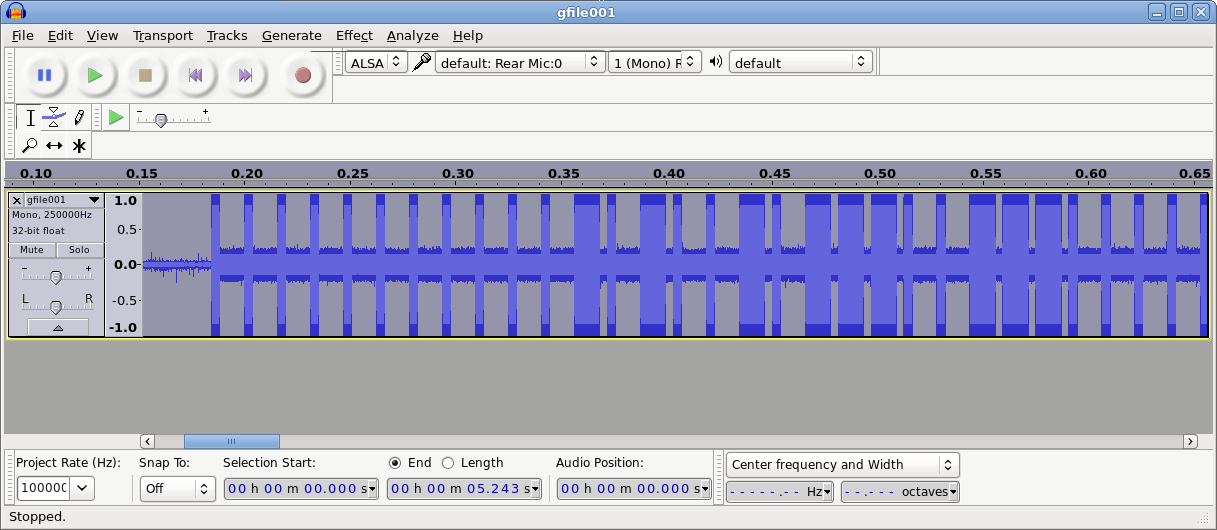 gfile001
File Edit View Transport Tracks Generate Effect Analyze Help
ALSA default: Rear Mic:0 1 (Mono) R default
- +
0.10 0.15 0.20 0.25 0.30 0.35 0.40 0.45 0.50 0.55 0.60 0.65
gfile001
Mono, 250000Hz
32-bit float
Mute Solo
- +
L R
1.0
0.5-
0.0-
-0.5-
-1.0
Project Rate (Hz): Snap To: Selection Start: End Length Audio Position:
100000 Off 00 h 00 m 00.000 s 00 h 00 m 05.243 s 00 h 00 m 00.000 s
Center frequency and Width
-----.-- Hz --.--- octaves
Stopped.